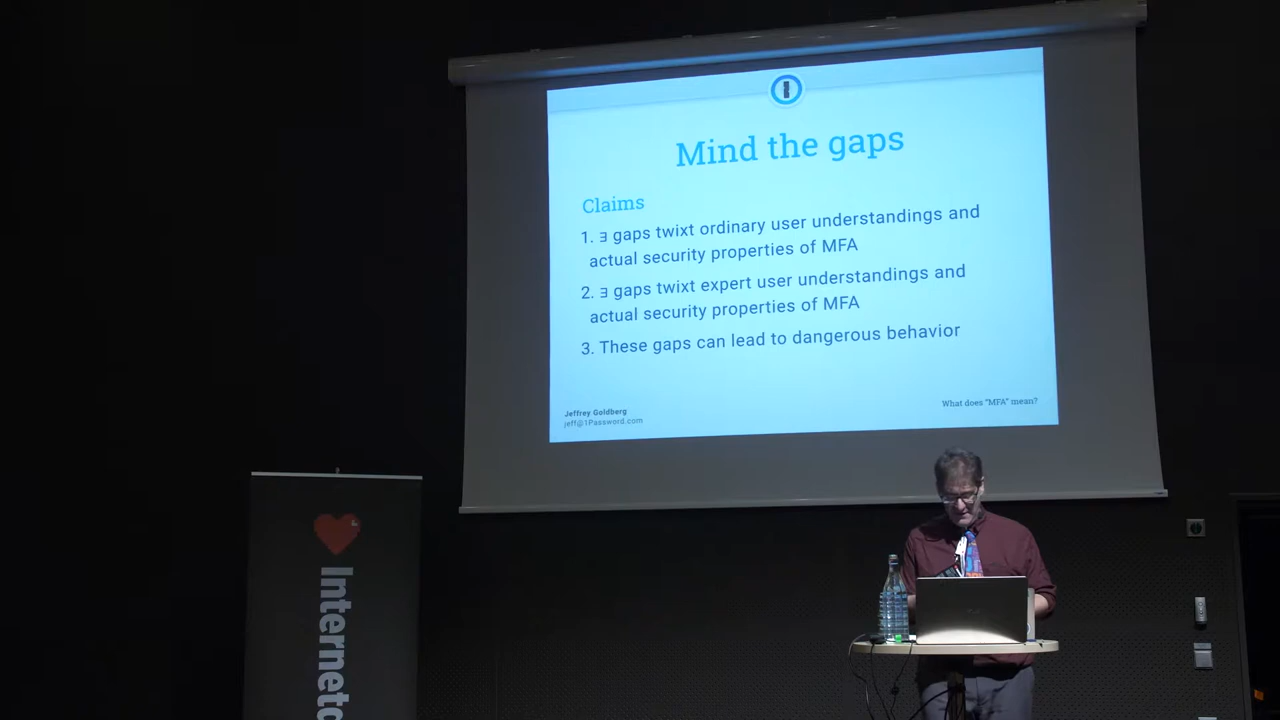 Mind the gaps
Claims
1. ∃ gaps twixt ordinary user understandings and
actual security properties of MFA
2. ∃ gaps twixt expert user understandings and
actual security properties of MFA
3. These gaps can lead to dangerous behavior
Jeffrey Goldberg
jeff@1Password.com
What does “MFA” mean?